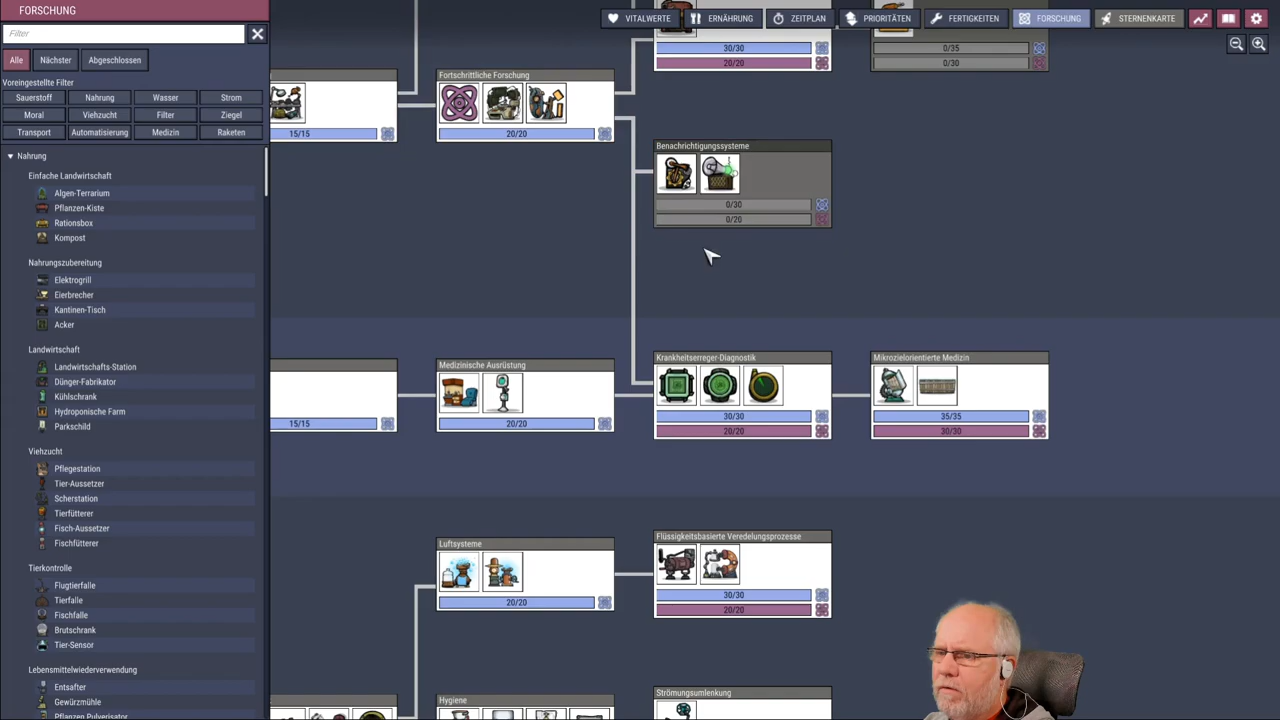 FORSCHUNG
VITALWERTE
ERNÄHRUNG
ZEITPLAN
PRIORITÄTEN
FERTIGKEITEN
FORSCHUNG
STERNENKARTE
Filter
Alle
Nächster
Abgeschlossen
Voreingestellte Filter
Sauerstoff
Nahrung
Wasser
Strom
Moral
Viehzucht
Filter
Ziegel
Transport
Automatisierung
Medizin
Raketen
Nahrung
Einfache Landwirtschaft
Algen-Terrarium
Pflanzen-Kiste
Rationsbox
Kompost
Nahrungszubereitung
Elektrogrill
Eierbrecher
Kantinen-Tisch
Acker
Landwirtschaft
Landwirtschafts-Station
Dünger-Fabrikator
Kühlschrank
Hydroponische Farm
Parkschild
Viehzucht
Pflegestation
Tier-Aussetzer
Scherstation
Tierfütterer
Fisch-Aussetzer
Fischfütterer
Tierkontrolle
Flugtierfalle
Tierfalle
Fischfalle
Brutschrank
Tier-Sensor
Lebensmittelwiederverwendung
Entsafter
Gewürzmühle
Pflanzen Pulverisator
30/30
20/20
0/35
0/30
15/15
Fortschrittliche Forschung
20/20
Benachrichtigungssysteme
0/30
0/20
15/15
Medizinische Ausrüstung
20/20
Krankheitserreger-Diagnostik
30/30
20/20
Mikrozielorientierte Medizin
35/35
30/30
Luftsysteme
20/20
Flüssigkeitsbasierte Veredelungsprozesse
30/30
20/20
Hygiene
Strömungsumlenkung